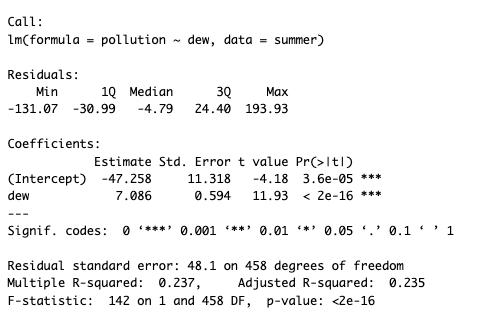 Call:
lm(formula = pollution ~ dew, data = summer)
Residuals:
    Min      1Q  Median      3Q     Max
-131.07  -30.99   -4.79   24.40  193.93
Coefficients:
            Estimate Std. Error t value Pr(>|t|)
(Intercept)  -47.258     11.318   -4.18  3.6e-05 ***
dew            7.086      0.594   11.93  < 2e-16 ***
---
Signif. codes:  0 ‘***’ 0.001 ‘**’ 0.01 ‘*’ 0.05 ‘.’ 0.1 ‘ ’ 1
Residual standard error: 48.1 on 458 degrees of freedom
Multiple R-squared:  0.237,	Adjusted R-squared:  0.235
F-statistic:  142 on 1 and 458 DF,  p-value: <2e-16